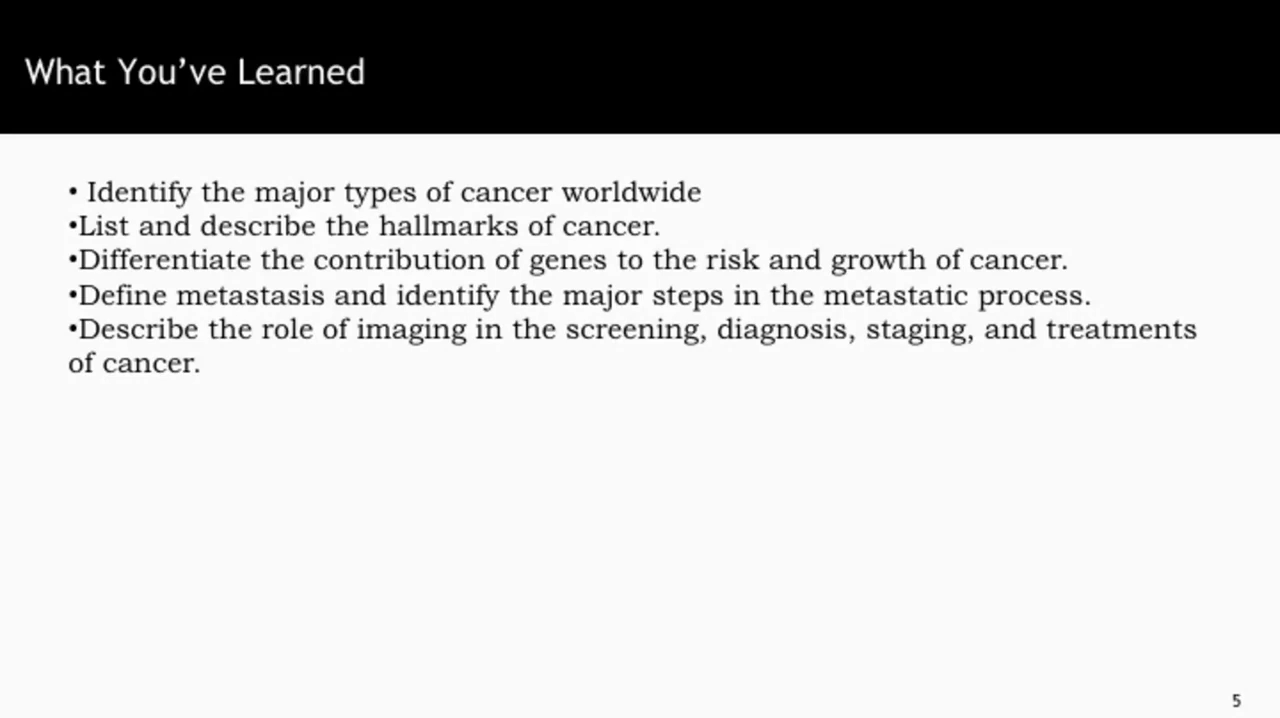 What You’ve Learned
• Identify the major types of cancer worldwide
•List and describe the hallmarks of cancer.
•Differentiate the contribution of genes to the risk and growth of cancer.
•Define metastasis and identify the major steps in the metastatic process.
•Describe the role of imaging in the screening, diagnosis, staging, and treatments
of cancer.
5